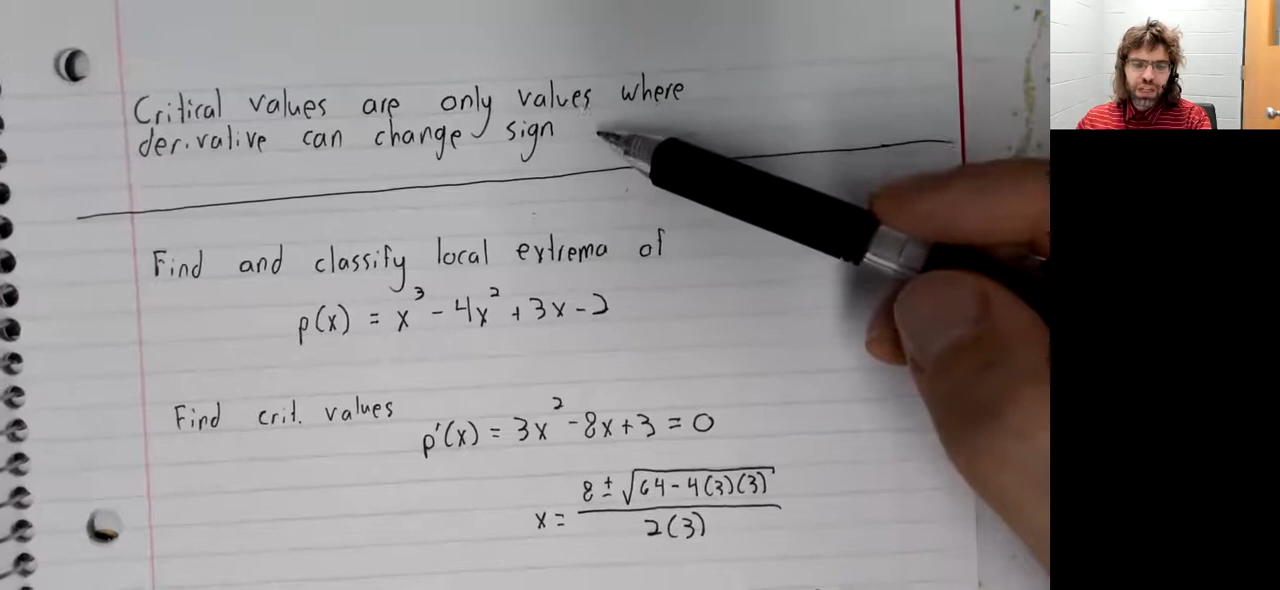 Critical values are only values where
derivative can change sign
Find and classify local extrema of
p(x) = x³ - 4x² + 3x - 2
Find crit. values
p'(x) = 3x² - 8x + 3 = 0
x = (8 ± √(64 - 4(3)(3))) / 2(3)